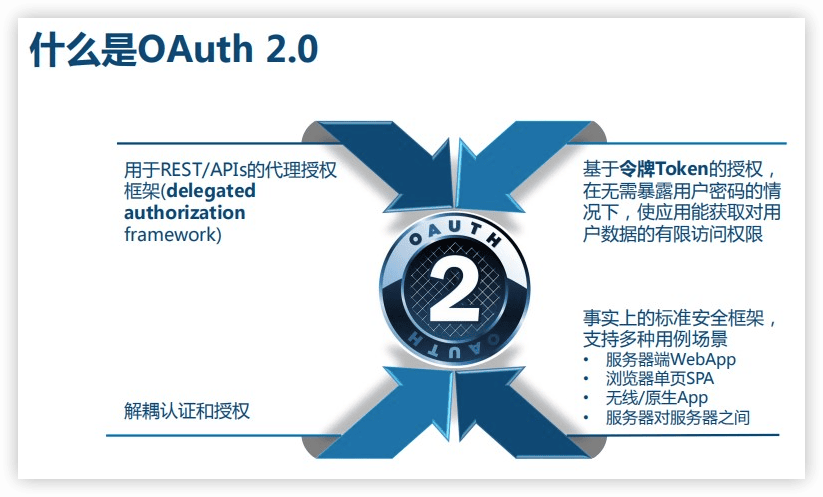 什么是OAuth 2.0
用于REST/APIs的代理授权
框架(delegated
authorization
framework)
基于令牌Token的授权，
在无需暴露用户密码的情
况下，使应用能获取对用
户数据的有限访问权限
OAUTH
2
OAUTH
解耦认证和授权
事实上的标准安全框架，
支持多种用例场景
• 服务器端WebApp
• 浏览器单页SPA
• 无线/原生App
• 服务器对服务器之间